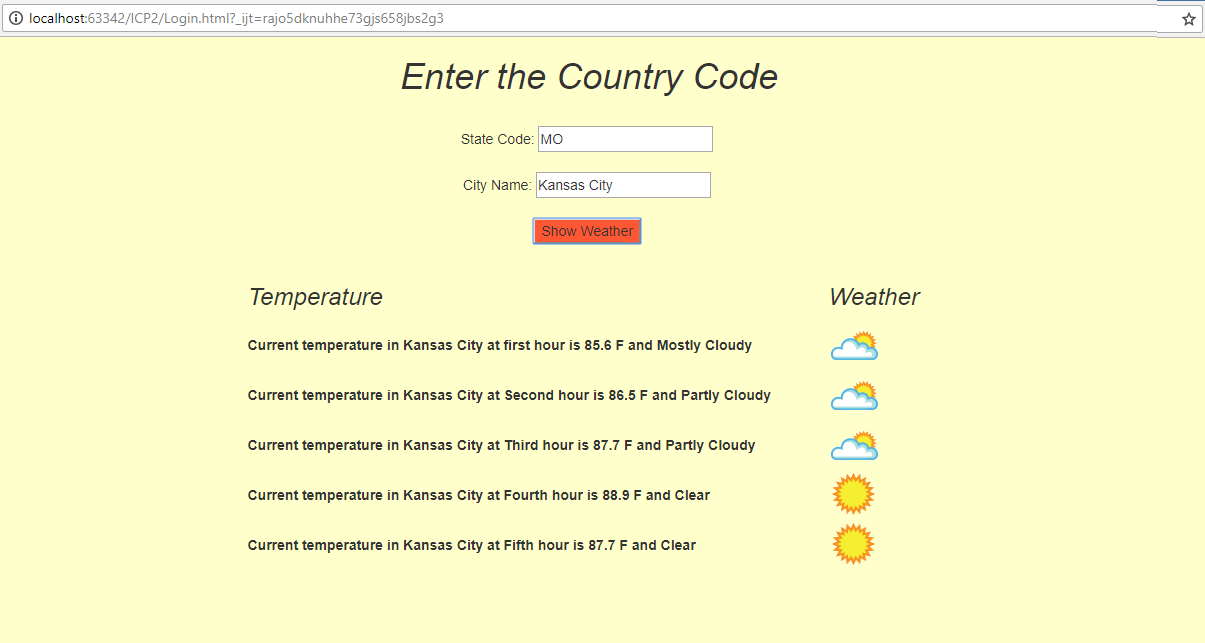 localhost:63342/ICP2/Login.html?_ijt=rajo5dknuhhe73gjs658jbs2g3
Enter the Country Code
State Code: MO
City Name: Kansas City
Show Weather
Temperature Weather
Current temperature in Kansas City at first hour is 85.6 F and Mostly Cloudy
Current temperature in Kansas City at Second hour is 86.5 F and Partly Cloudy
Current temperature in Kansas City at Third hour is 87.7 F and Partly Cloudy
Current temperature in Kansas City at Fourth hour is 88.9 F and Clear
Current temperature in Kansas City at Fifth hour is 87.7 F and Clear